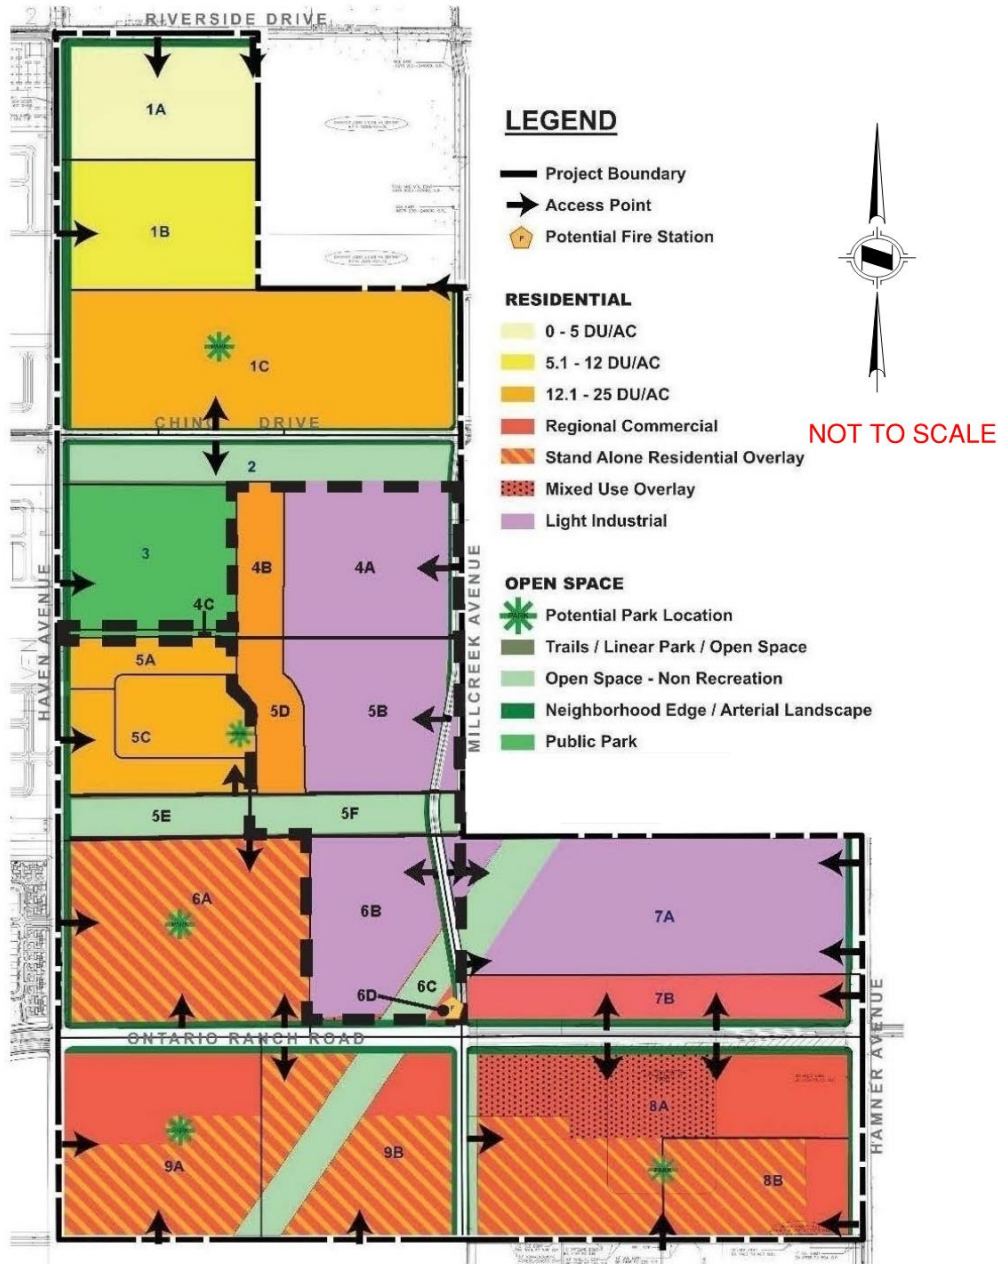 RIVERSIDE DRIVE
1A
1B
1C
CHINO DRIVE
2
3
4B
4A
4C
5A
5C
5D
5B
5E
5F
6A
6B
6C
6D
7A
7B
ONTARIO RANCH ROAD
8A
8B
9A
9B
HAVEN AVENUE
MILLCREEK AVENUE
HAMNER AVENUE
PARK
LEGEND
Project Boundary
Access Point
F
Potential Fire Station
RESIDENTIAL
0 - 5 DU/AC
5.1 - 12 DU/AC
12.1 - 25 DU/AC
Regional Commercial
Stand Alone Residential Overlay
Mixed Use Overlay
Light Industrial
OPEN SPACE
PARK
Potential Park Location
Trails / Linear Park / Open Space
Open Space - Non Recreation
Neighborhood Edge / Arterial Landscape
Public Park
NOT TO SCALE